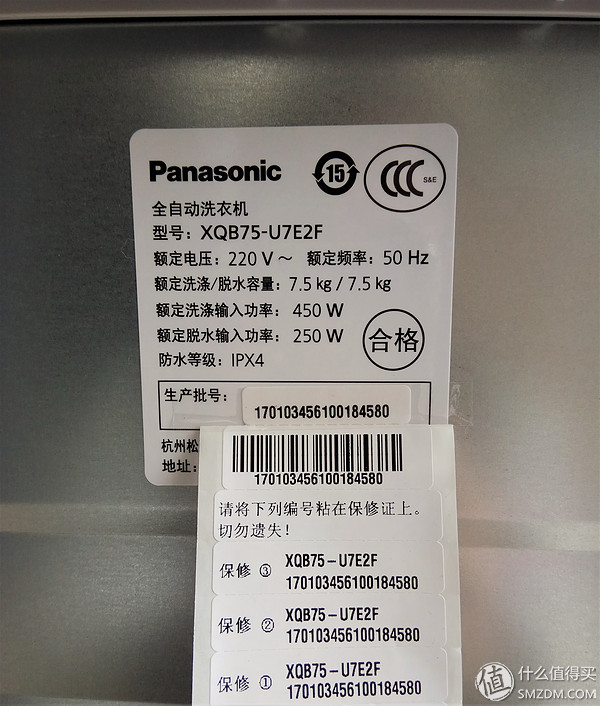 Panasonic
15
CCC S&E
全自动洗衣机
型号：XQB75-U7E2F
额定电压：220 V～ 额定频率：50 Hz
额定洗涤/脱水容量：7.5 kg / 7.5 kg
额定洗涤输入功率：450 W
额定脱水输入功率：250 W
合格
防水等级：IPX4
生产批号：
170103456100184580
杭州松
地址：
170103456100184580
请将下列编号粘在保修证上。
切勿遗失！
保修 ③ XQB75-U7E2F
170103456100184580
保修 ② XQB75-U7E2F
170103456100184580
保修 ① XQB75-U7E2F
170103456100184580
值 什么值得买
SMZDM.COM